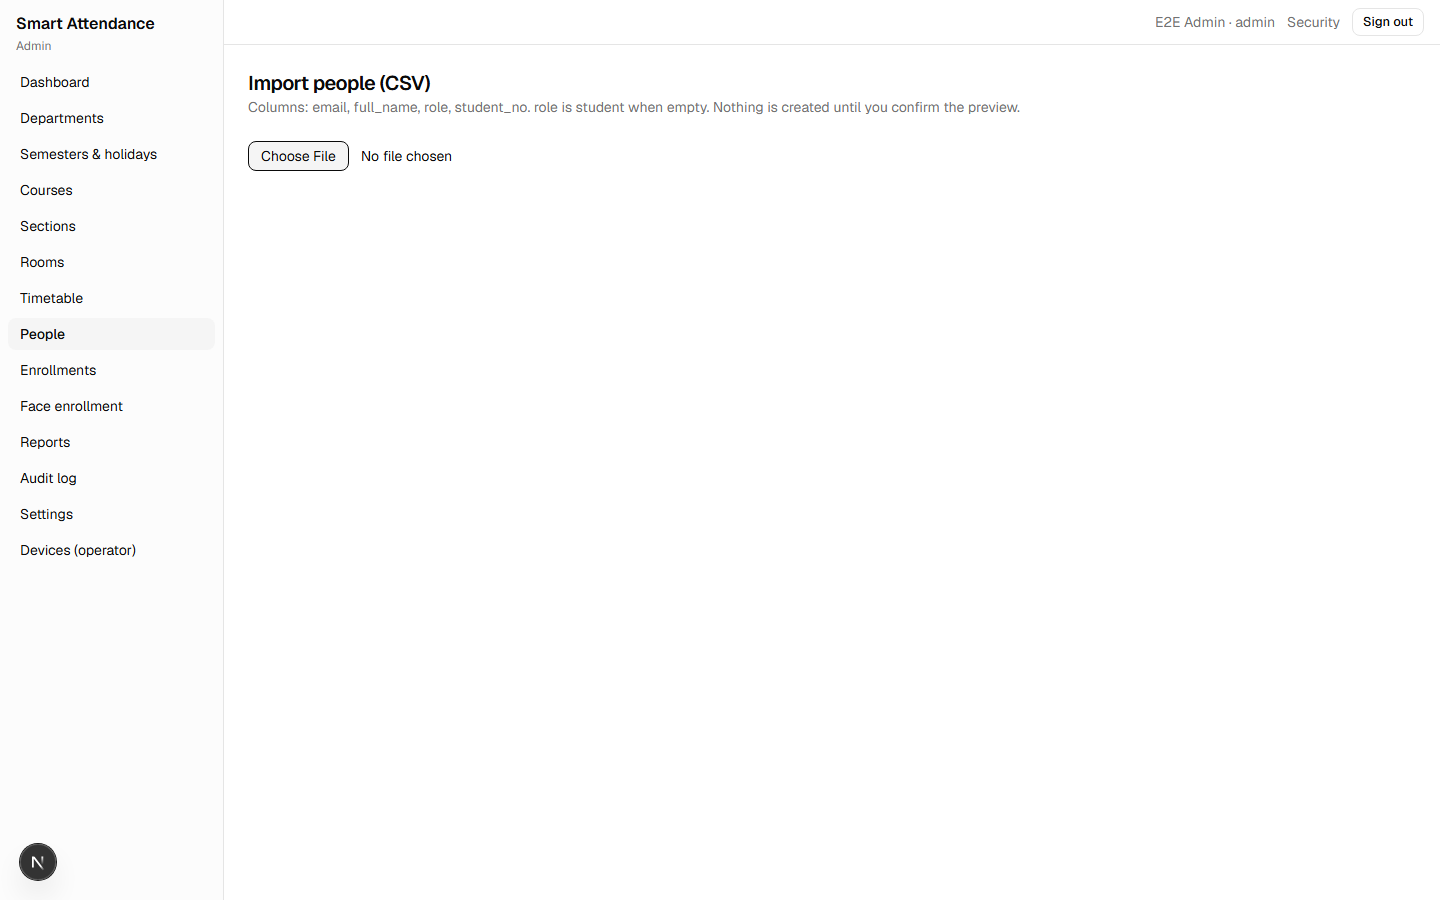 Smart Attendance
Admin
Dashboard
Departments
Semesters & holidays
Courses
Sections
Rooms
Timetable
People
Enrollments
Face enrollment
Reports
Audit log
Settings
Devices (operator)
N
E2E Admin · admin Security Sign out
Import people (CSV)
Columns: email, full_name, role, student_no. role is student when empty. Nothing is created until you confirm the preview.
Choose File No file chosen